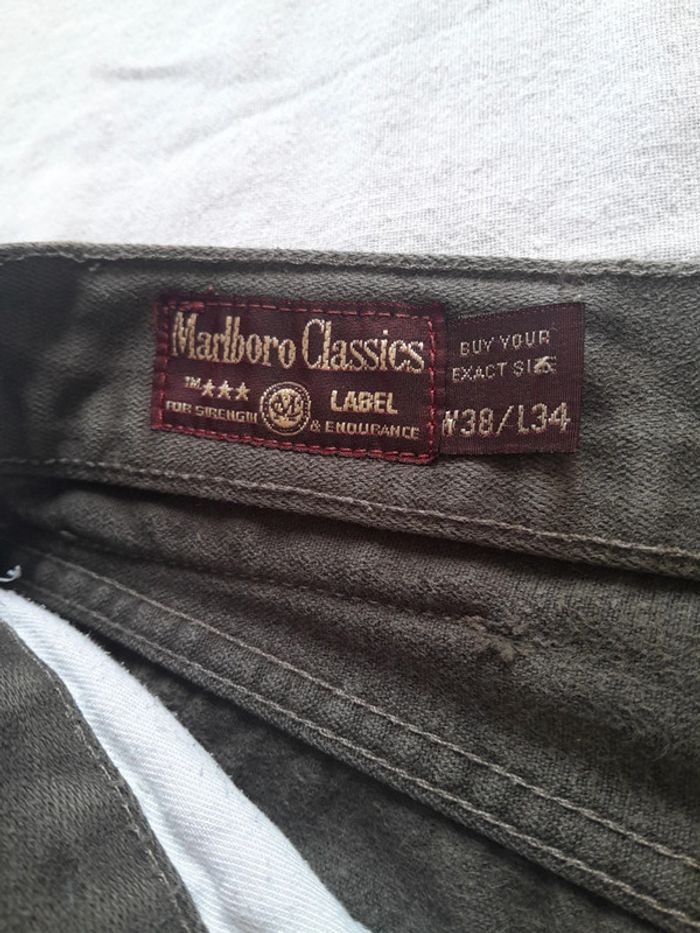 Marlboro Classics
™★★★ LABEL
FOR STRENGTH M & ENDURANCE
BUY YOUR
EXACT SIZE
W38/L34